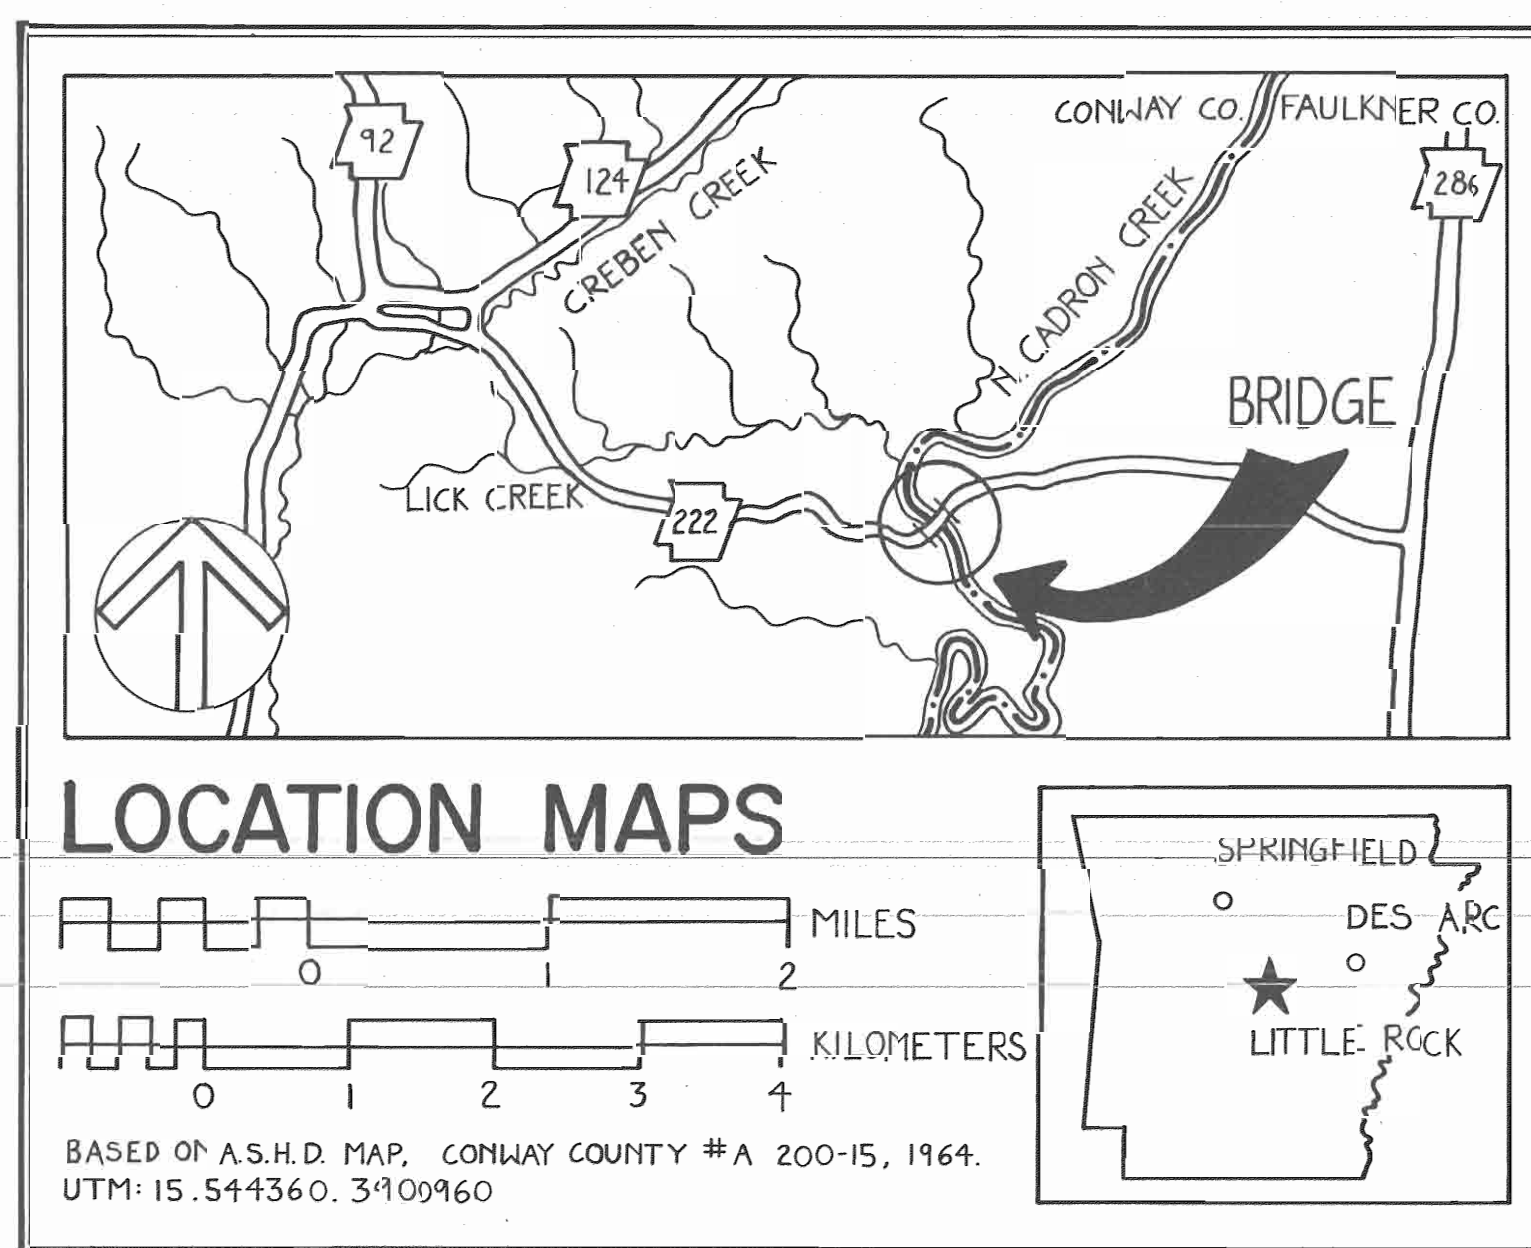 CONWAY CO. FAULKNER CO.
92
124
286
CREBEN CREEK
N. CADRON CREEK
BRIDGE
LICK CREEK
222
LOCATION MAPS
SPRINGFIELD
DES ARC
LITTLE ROCK
MILES
0 1 2
KILOMETERS
0 1 2 3 4
BASED ON A.S.H.D. MAP, CONWAY COUNTY #A 200-15, 1964.
UTM: 15.544360.3900960